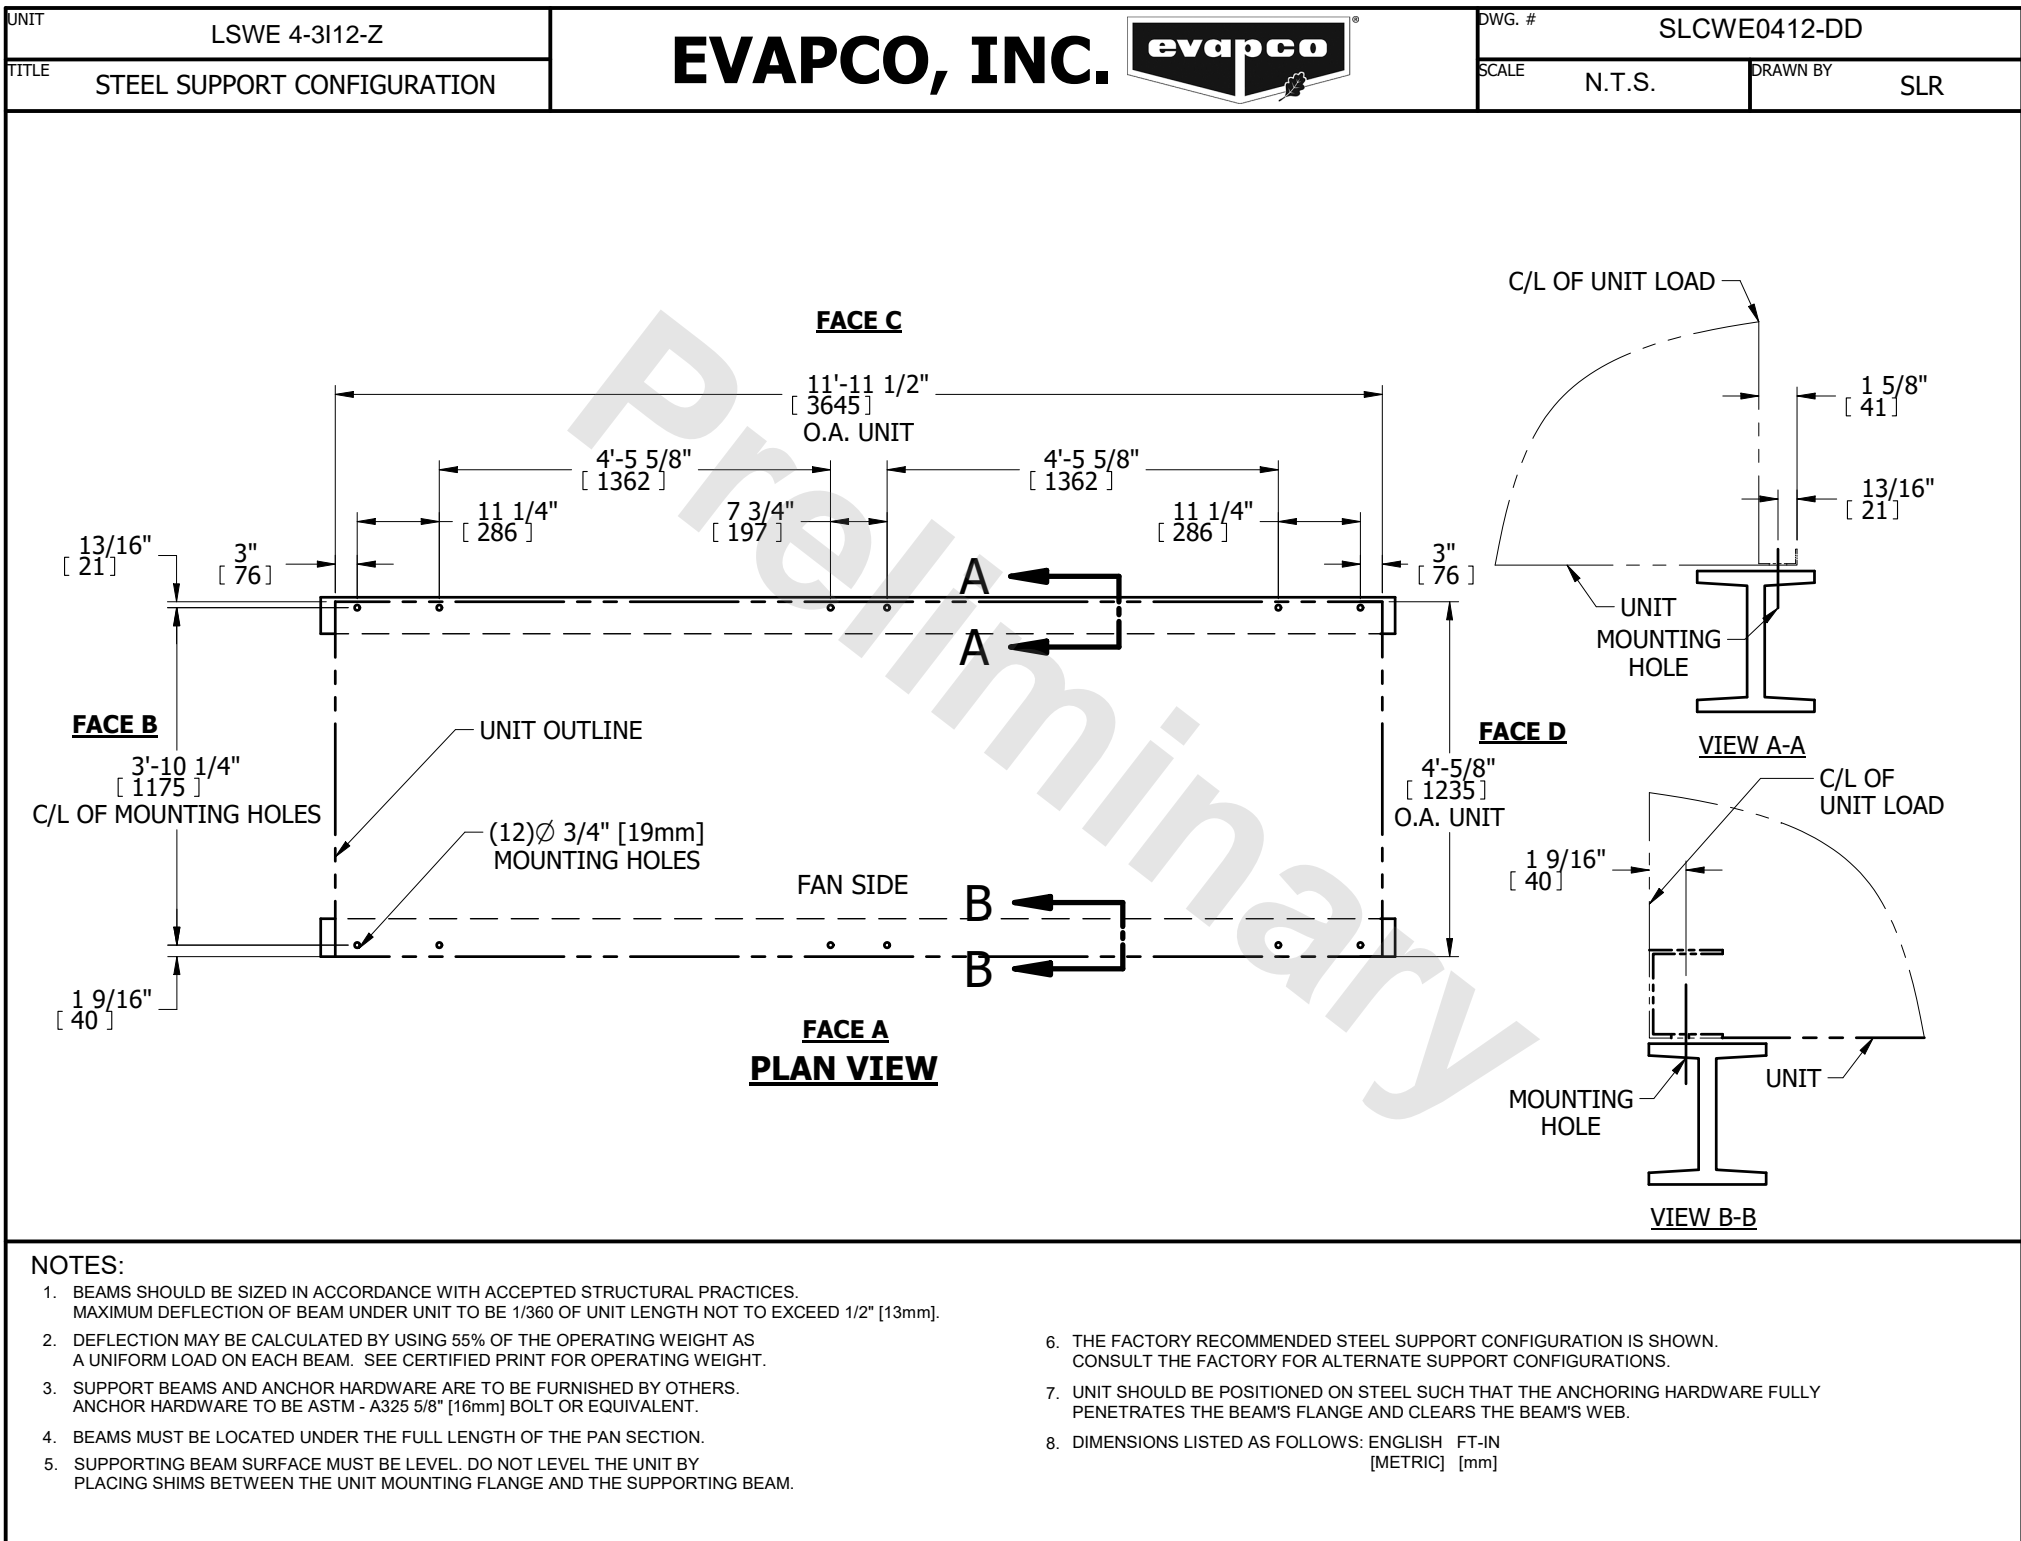 UNIT
LSWE 4-3I12-Z
TITLE
STEEL SUPPORT CONFIGURATION
EVAPCO, INC.
evapco
®
DWG. #
SLCWE0412-DD
SCALE
N.T.S.
DRAWN BY
SLR
Preliminary
FACE C
11'-11 1/2"
[ 3645]
O.A. UNIT
4'-5 5/8"
[ 1362 ]
4'-5 5/8"
[ 1362 ]
11 1/4"
[ 286 ]
7 3/4"
[ 197 ]
11 1/4"
[ 286 ]
13/16"
[ 21]
3"
[ 76]
3"
[ 76 ]
A
A
FACE B
3'-10 1/4"
[ 1175 ]
C/L OF MOUNTING HOLES
UNIT OUTLINE
(12)Ø 3/4" [19mm]
MOUNTING HOLES
FAN SIDE
B
B
FACE D
4'-5/8"
[ 1235]
O.A. UNIT
1 9/16"
[ 40 ]
FACE A
PLAN VIEW
C/L OF UNIT LOAD
1 5/8"
[ 41]
13/16"
[ 21]
UNIT
MOUNTING
HOLE
VIEW A-A
C/L OF
UNIT LOAD
1 9/16"
[ 40]
UNIT
MOUNTING
HOLE
VIEW B-B
NOTES:
1. BEAMS SHOULD BE SIZED IN ACCORDANCE WITH ACCEPTED STRUCTURAL PRACTICES.
MAXIMUM DEFLECTION OF BEAM UNDER UNIT TO BE 1/360 OF UNIT LENGTH NOT TO EXCEED 1/2" [13mm].
2. DEFLECTION MAY BE CALCULATED BY USING 55% OF THE OPERATING WEIGHT AS
A UNIFORM LOAD ON EACH BEAM. SEE CERTIFIED PRINT FOR OPERATING WEIGHT.
3. SUPPORT BEAMS AND ANCHOR HARDWARE ARE TO BE FURNISHED BY OTHERS.
ANCHOR HARDWARE TO BE ASTM - A325 5/8" [16mm] BOLT OR EQUIVALENT.
4. BEAMS MUST BE LOCATED UNDER THE FULL LENGTH OF THE PAN SECTION.
5. SUPPORTING BEAM SURFACE MUST BE LEVEL. DO NOT LEVEL THE UNIT BY
PLACING SHIMS BETWEEN THE UNIT MOUNTING FLANGE AND THE SUPPORTING BEAM.
6. THE FACTORY RECOMMENDED STEEL SUPPORT CONFIGURATION IS SHOWN.
CONSULT THE FACTORY FOR ALTERNATE SUPPORT CONFIGURATIONS.
7. UNIT SHOULD BE POSITIONED ON STEEL SUCH THAT THE ANCHORING HARDWARE FULLY
PENETRATES THE BEAM'S FLANGE AND CLEARS THE BEAM'S WEB.
8. DIMENSIONS LISTED AS FOLLOWS: ENGLISH FT-IN
[METRIC] [mm]